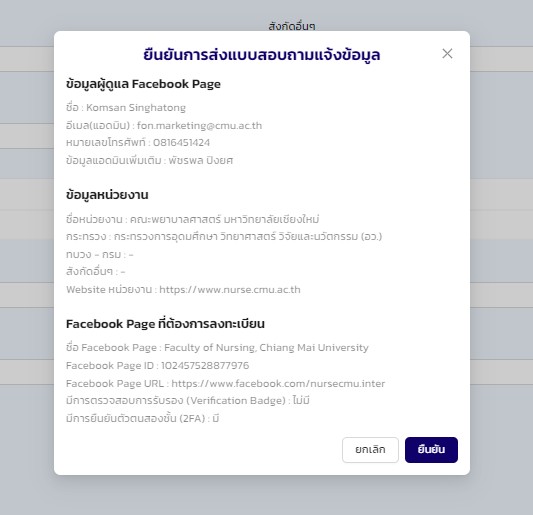 สังกัดอื่นๆ
ยืนยันการส่งแบบสอบถามแจ้งข้อมูล
ข้อมูลผู้ดูแล Facebook Page
ชื่อ : Komsan Singhatong
อีเมล(แอดมิน) : fon.marketing@cmu.ac.th
หมายเลขโทรศัพท์ : 0816451424
ข้อมูลแอดมินเพิ่มเติม : พัชรพล ปิงยศ
ข้อมูลหน่วยงาน
ชื่อหน่วยงาน : คณะพยาบาลศาสตร์ มหาวิทยาลัยเชียงใหม่
กระทรวง : กระทรวงการอุดมศึกษา วิทยาศาสตร์ วิจัยและนวัตกรรม (อว.)
ทบวง - กรม : -
สังกัดอื่นๆ : -
Website หน่วยงาน : https://www.nurse.cmu.ac.th
Facebook Page ที่ต้องการลงทะเบียน
ชื่อ Facebook Page : Faculty of Nursing, Chiang Mai University
Facebook Page ID : 102457528877976
Facebook Page URL : https://www.facebook.com/nursecmu.inter
มีการตรวจสอบการรับรอง (Verification Badge) : ไม่มี
มีการยืนยันตัวตนสองชั้น (2FA) : มี
ยกเลิก
ยืนยัน